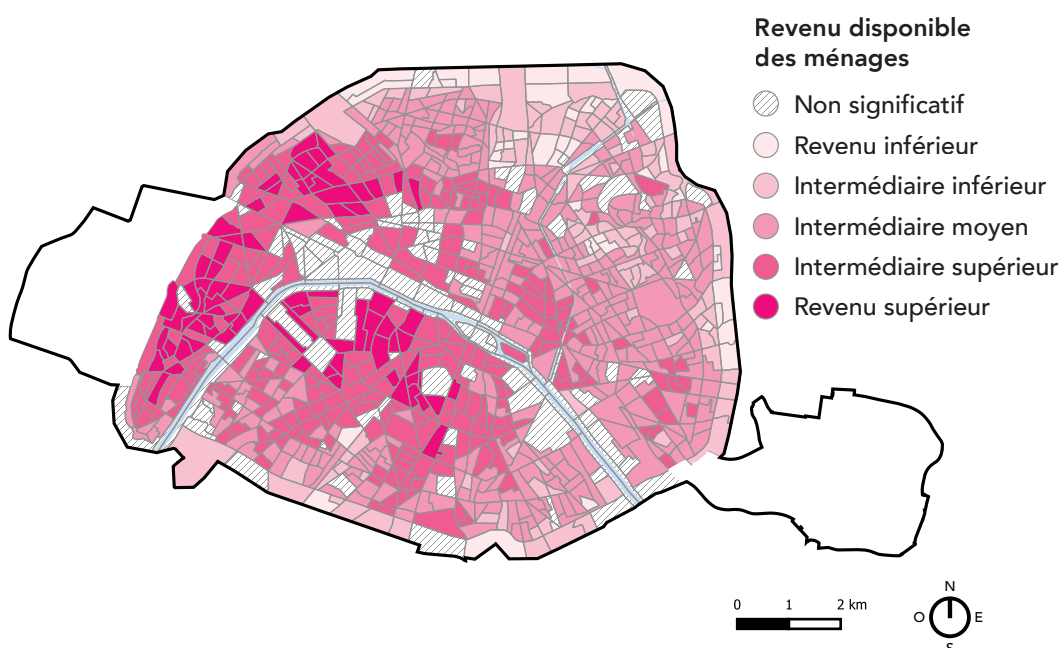 Revenu disponible
des ménages
Non significatif
Revenu inférieur
Intermédiaire inférieur
Intermédiaire moyen
Intermédiaire supérieur
Revenu supérieur
0 1 2 km
N
O E
S